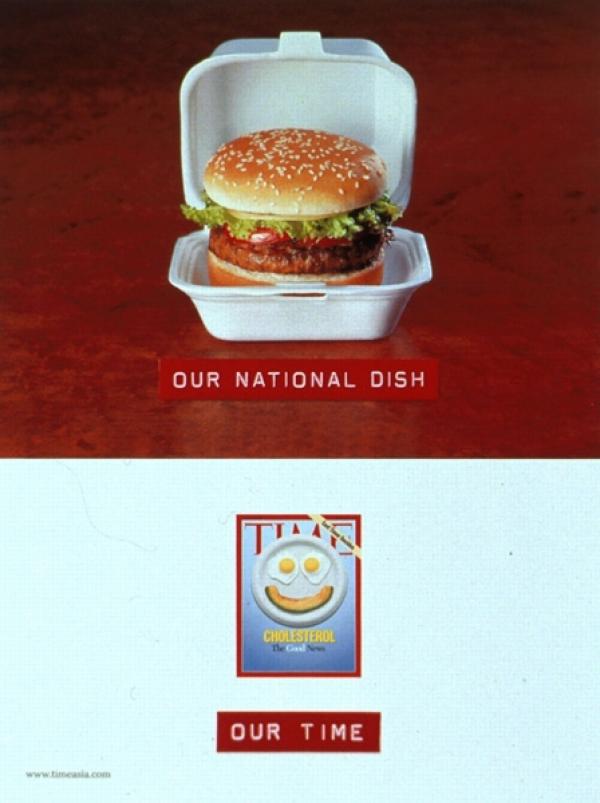 OUR NATIONAL DISH
TIME
CHOLESTEROL
The Good News
OUR TIME
www.timeasia.com